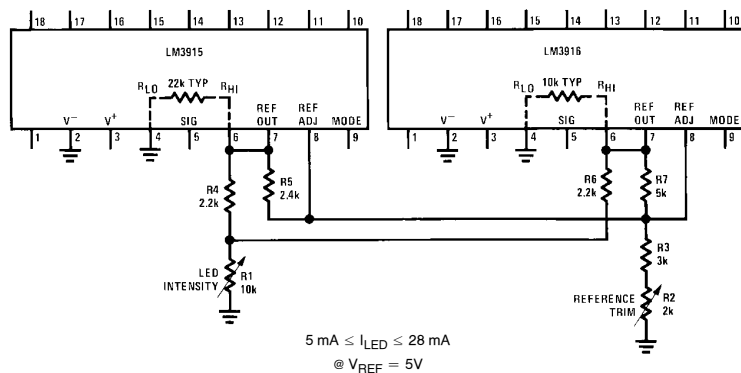 18 17 16 15 14 13 12 11 10
LM3915
22k TYP
RLO RHI
V− V+ SIG REF OUT REF ADJ MODE
1 2 3 4 5 6 7 8 9
18 17 16 15 14 13 12 11 10
LM3916
10k TYP
RLO RHI
V− V+ SIG REF OUT REF ADJ MODE
1 2 3 4 5 6 7 8 9
R4
2.2k
R5
2.4k
R6
2.2k
R7
5k
LED
INTENSITY
R1
10k
R3
3k
REFERENCE
TRIM
R2
2k
5 mA ≤ ILED ≤ 28 mA
@ VREF = 5V